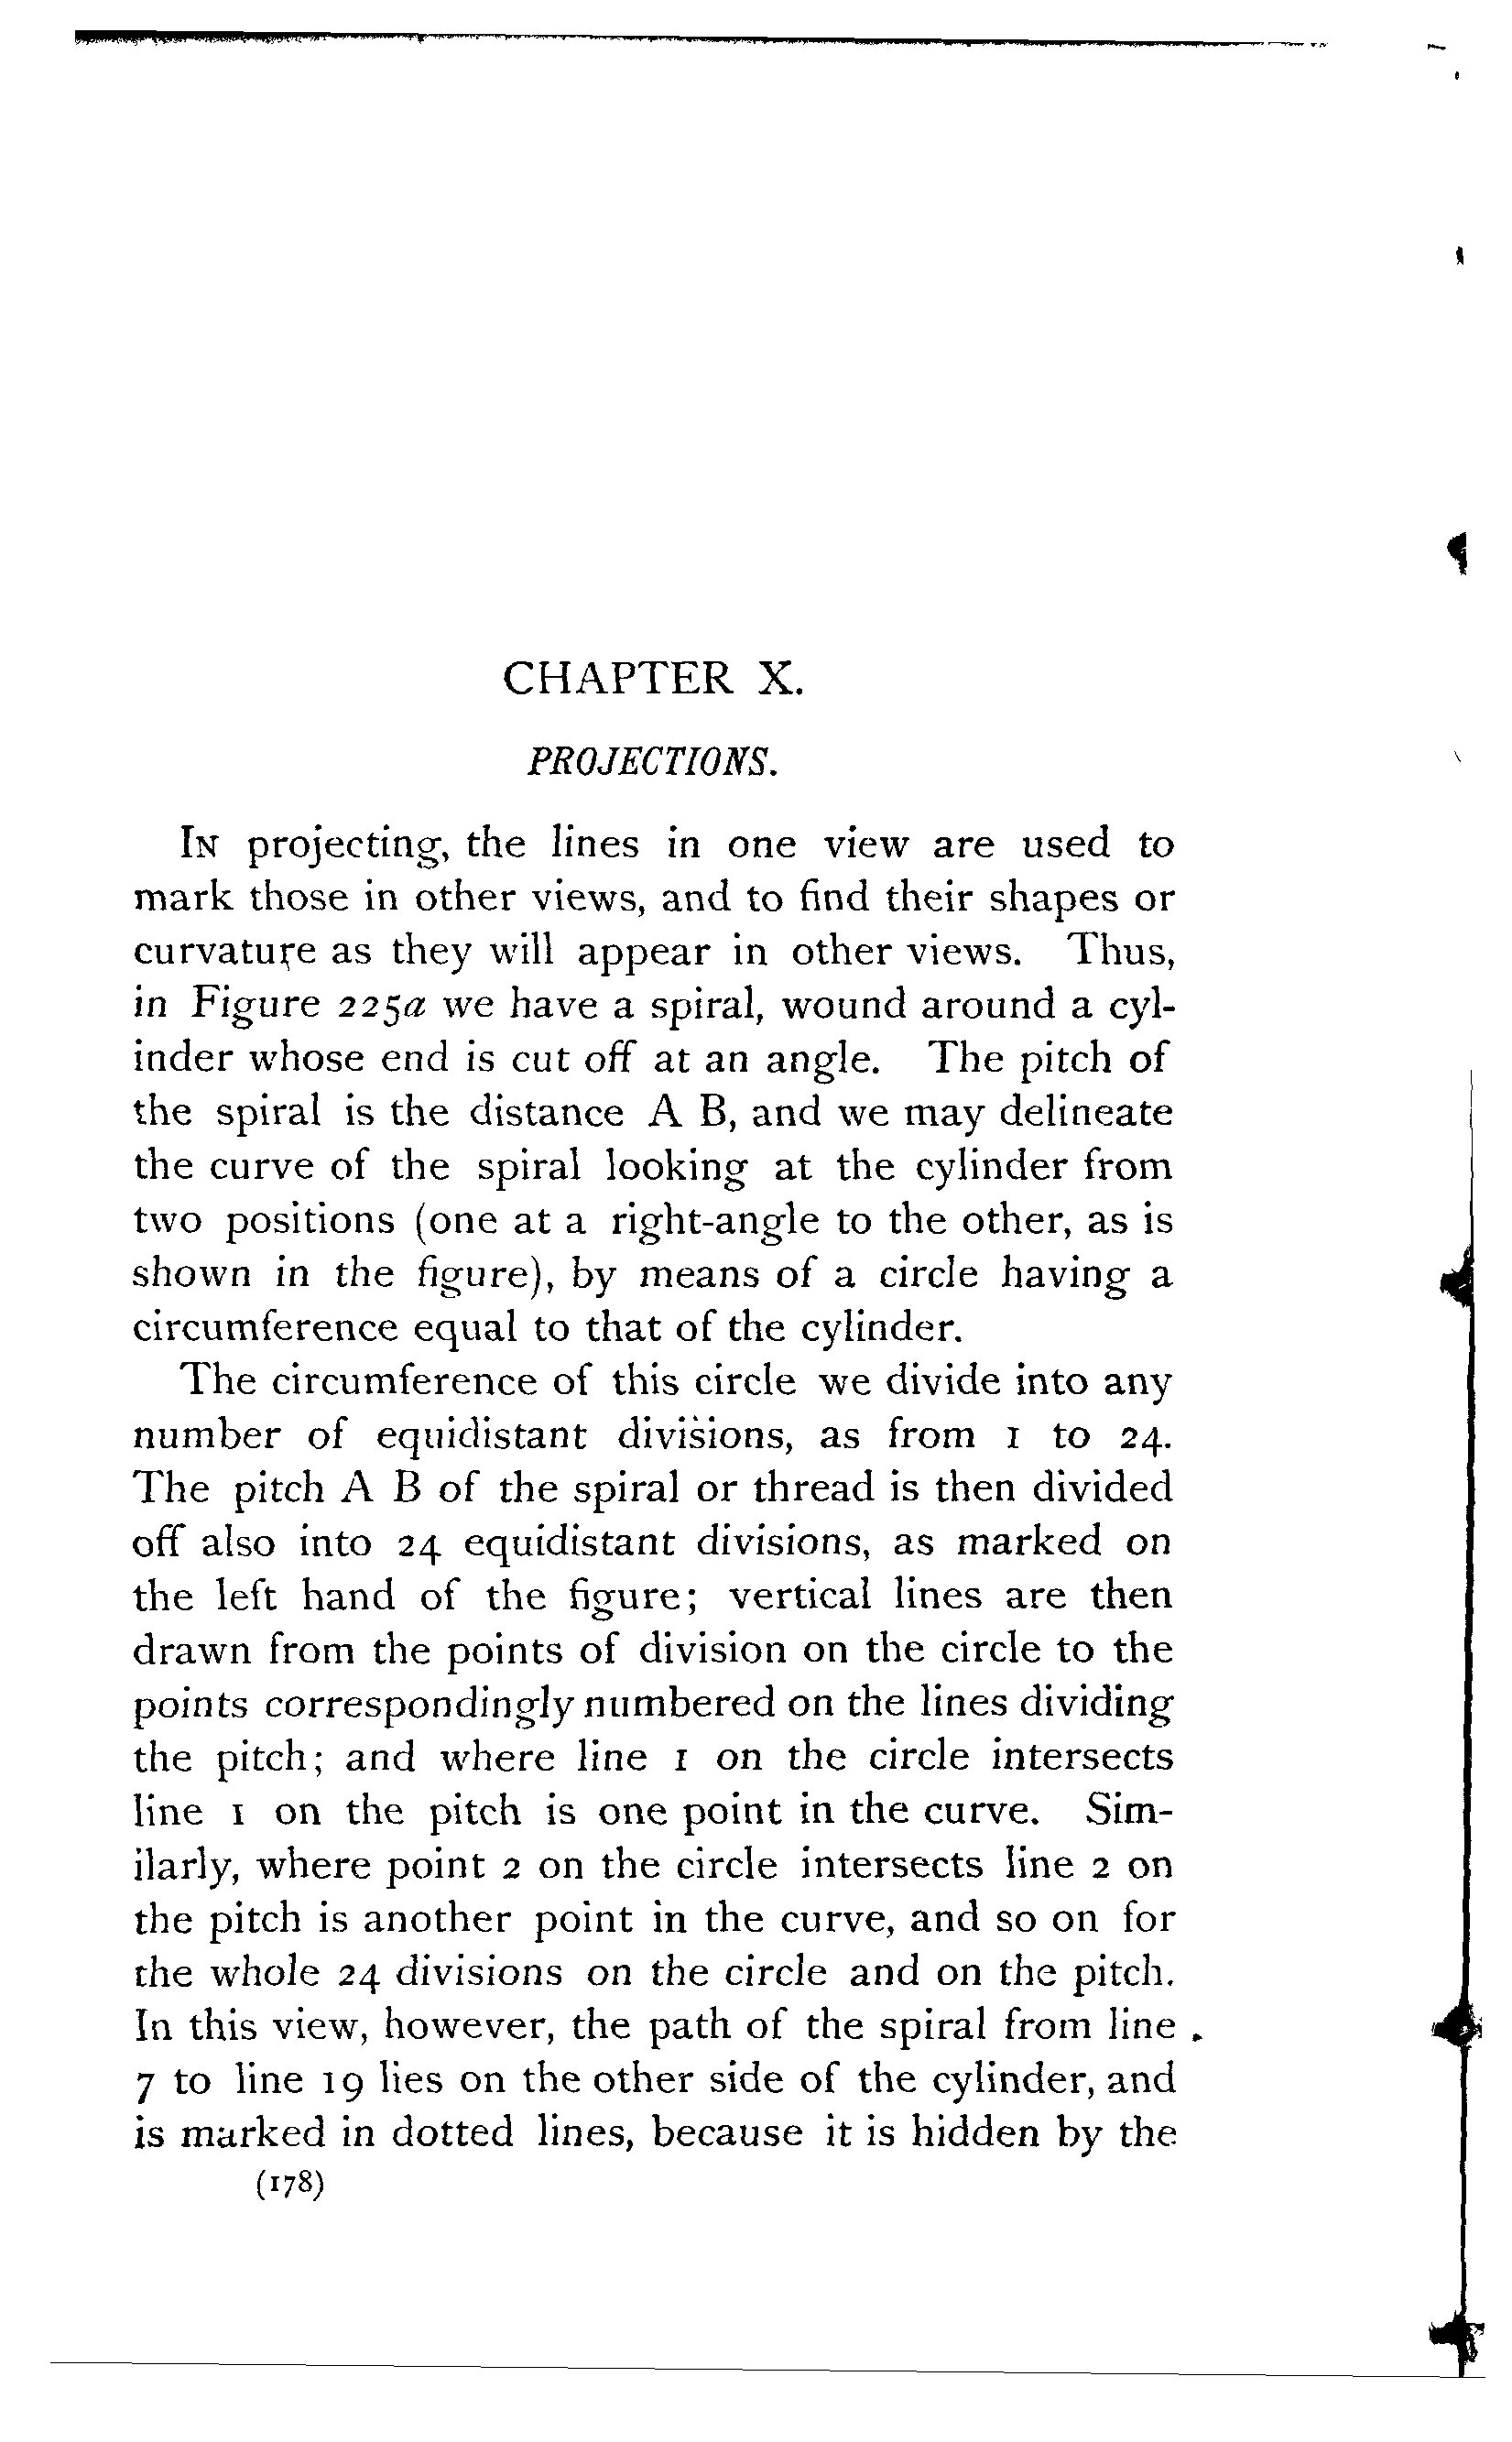 CHAPTER X.
PROJECTIONS.
In projecting, the lines in one view are used to
mark those in other views, and to find their shapes or
curvature as they will appear in other views. Thus,
in Figure 225a we have a spiral, wound around a cyl-
inder whose end is cut off at an angle. The pitch of
the spiral is the distance A B, and we may delineate
the curve of the spiral looking at the cylinder from
two positions (one at a right-angle to the other, as is
shown in the figure), by means of a circle having a
circumference equal to that of the cylinder.
The circumference of this circle we divide into any
number of equidistant divisions, as from 1 to 24.
The pitch A B of the spiral or thread is then divided
off also into 24 equidistant divisions, as marked on
the left hand of the figure; vertical lines are then
drawn from the points of division on the circle to the
points correspondingly numbered on the lines dividing
the pitch; and where line 1 on the circle intersects
line 1 on the pitch is one point in the curve. Sim-
ilarly, where point 2 on the circle intersects line 2 on
the pitch is another point in the curve, and so on for
the whole 24 divisions on the circle and on the pitch.
In this view, however, the path of the spiral from line
7 to line 19 lies on the other side of the cylinder, and
is marked in dotted lines, because it is hidden by the
(178)